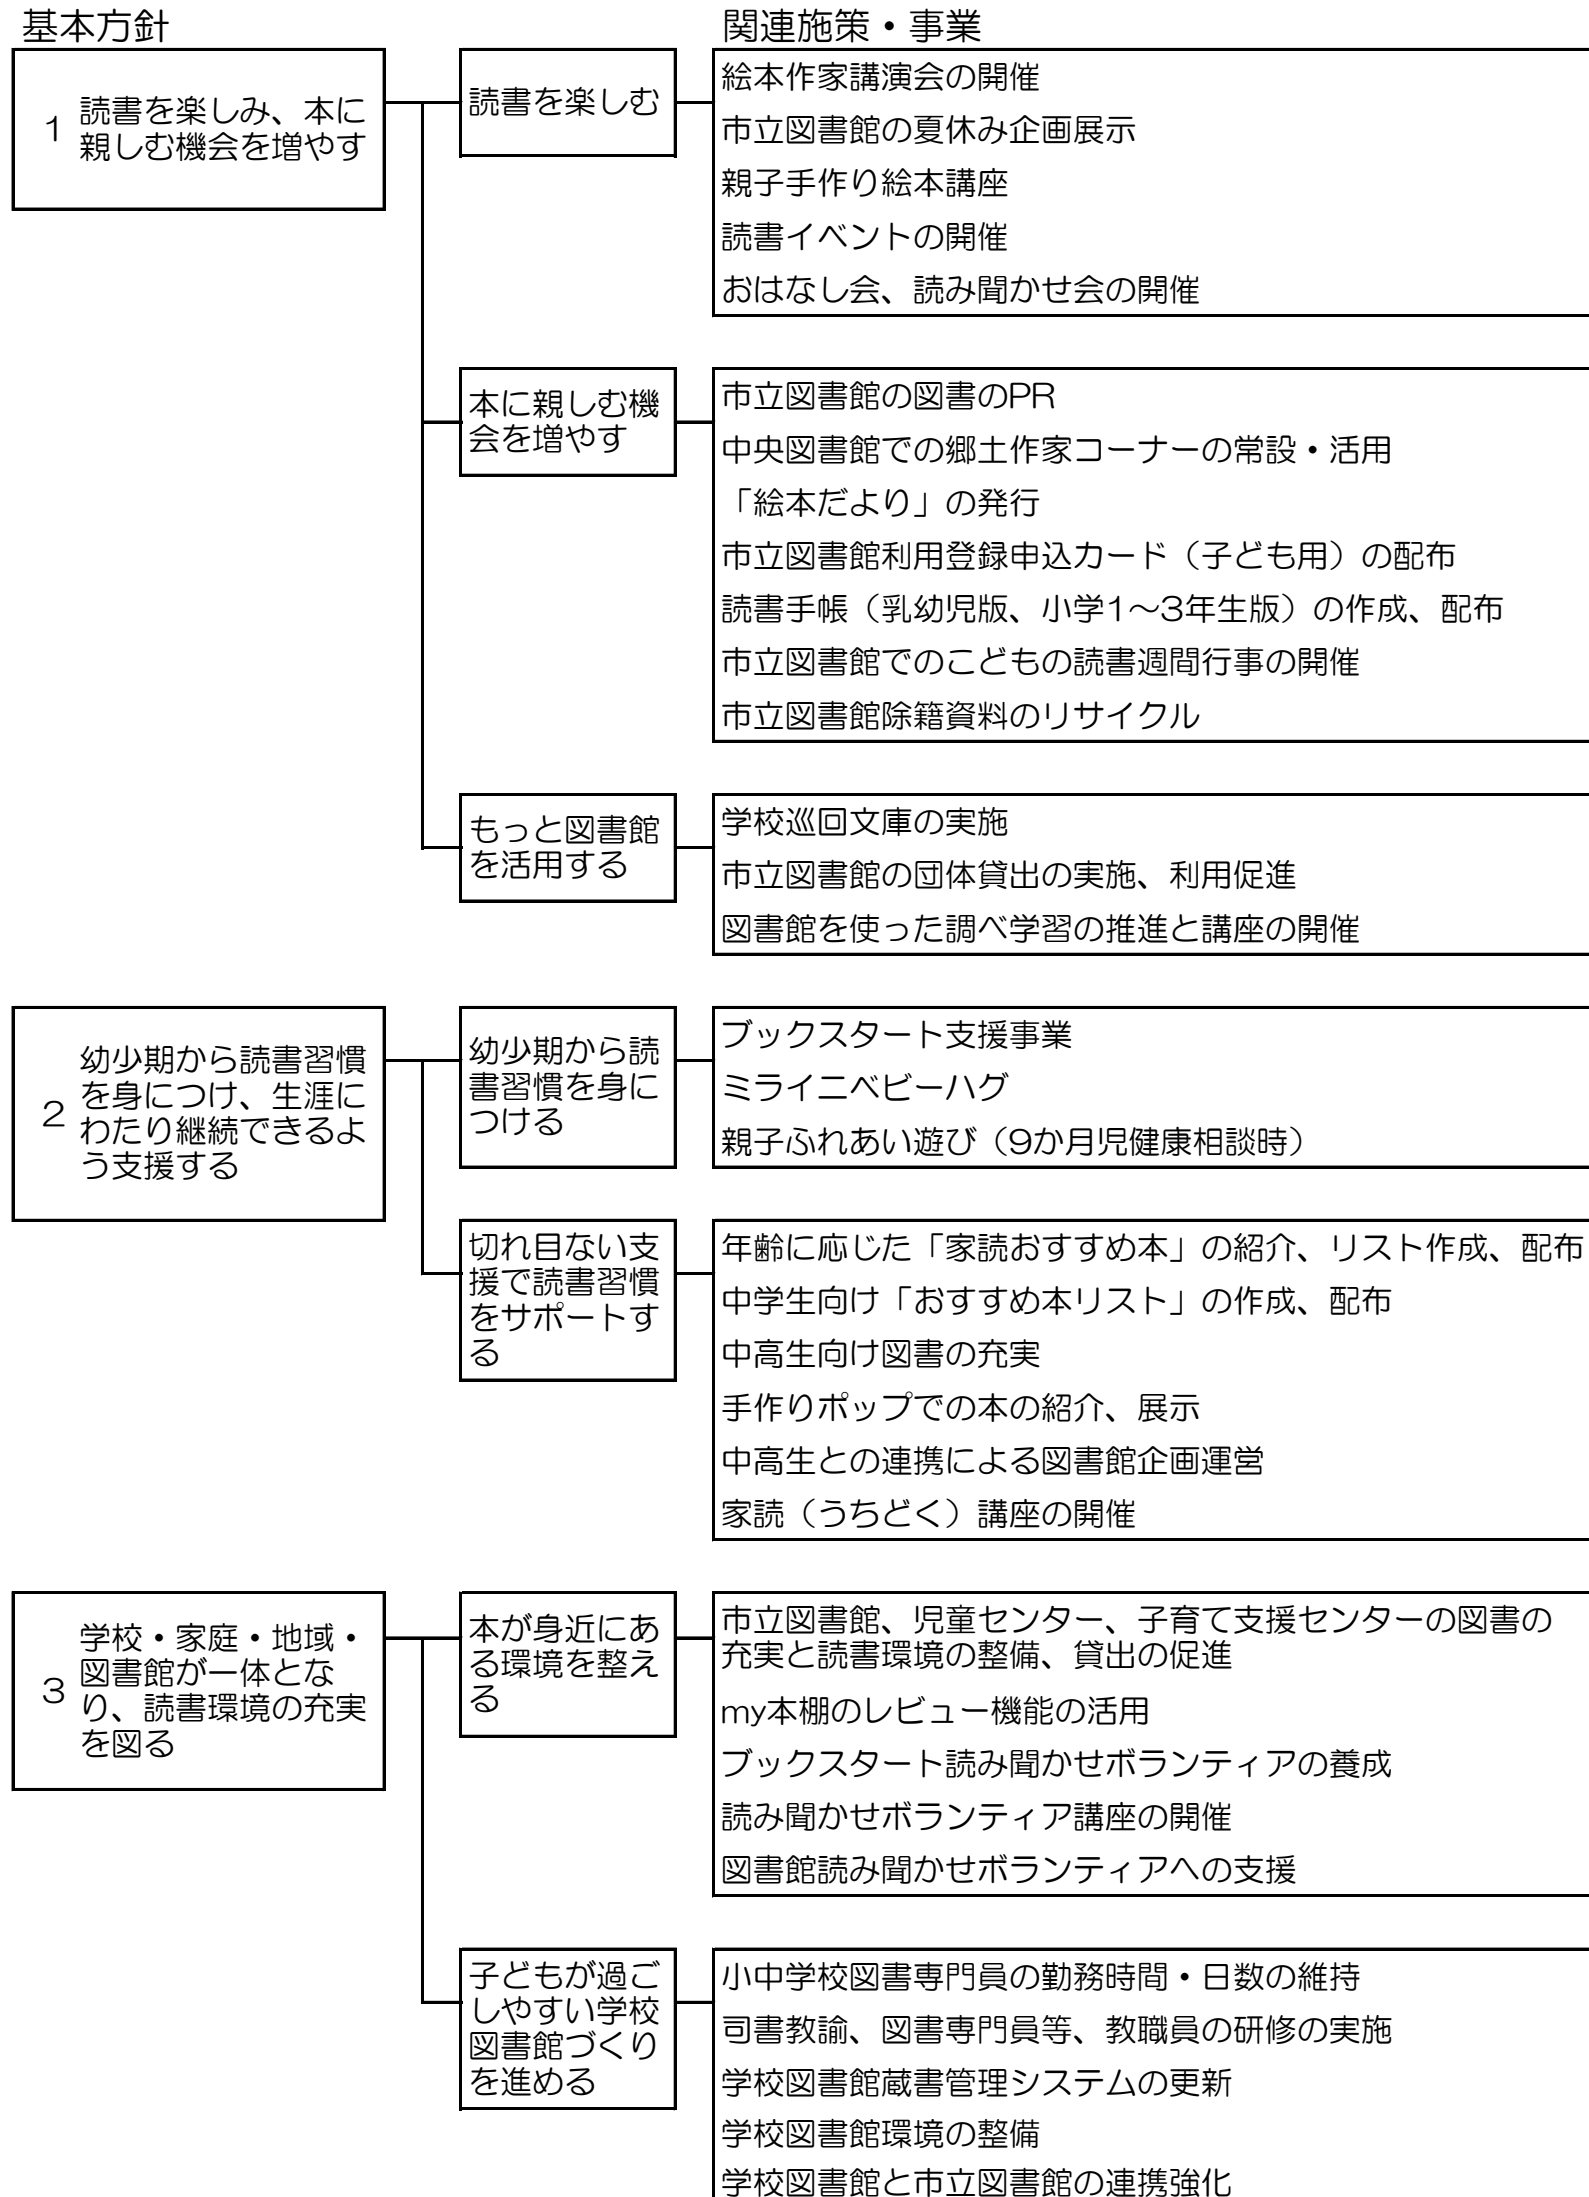 基本方針
関連施策・事業
1
読書を楽しみ、本に
親しむ機会を増やす
読書を楽しむ
絵本作家講演会の開催
市立図書館の夏休み企画展示
親子手作り絵本講座
読書イベントの開催
おはなし会、読み聞かせ会の開催
本に親しむ機
会を増やす
市立図書館の図書のPR
中央図書館での郷土作家コーナーの常設・活用
「絵本だより」の発行
市立図書館利用登録申込カード（子ども用）の配布
読書手帳（乳幼児版、小学1～3年生版）の作成、配布
市立図書館でのこどもの読書週間行事の開催
市立図書館除籍資料のリサイクル
もっと図書館
を活用する
学校巡回文庫の実施
市立図書館の団体貸出の実施、利用促進
図書館を使った調べ学習の推進と講座の開催
2
幼少期から読書習慣
を身につけ、生涯に
わたり継続できるよ
う支援する
幼少期から読
書習慣を身に
つける
ブックスタート支援事業
ミライニベビーハグ
親子ふれあい遊び（9か月児健康相談時）
切れ目ない支
援で読書習慣
をサポートす
る
年齢に応じた「家読おすすめ本」の紹介、リスト作成、配布
中学生向け「おすすめ本リスト」の作成、配布
中高生向け図書の充実
手作りポップでの本の紹介、展示
中高生との連携による図書館企画運営
家読（うちどく）講座の開催
3
学校・家庭・地域・
図書館が一体とな
り、読書環境の充実
を図る
本が身近にあ
る環境を整え
る
市立図書館、児童センター、子育て支援センターの図書の
充実と読書環境の整備、貸出の促進
my本棚のレビュー機能の活用
ブックスタート読み聞かせボランティアの養成
読み聞かせボランティア講座の開催
図書館読み聞かせボランティアへの支援
子どもが過ご
しやすい学校
図書館づくり
を進める
小中学校図書専門員の勤務時間・日数の維持
司書教諭、図書専門員等、教職員の研修の実施
学校図書館蔵書管理システムの更新
学校図書館環境の整備
学校図書館と市立図書館の連携強化